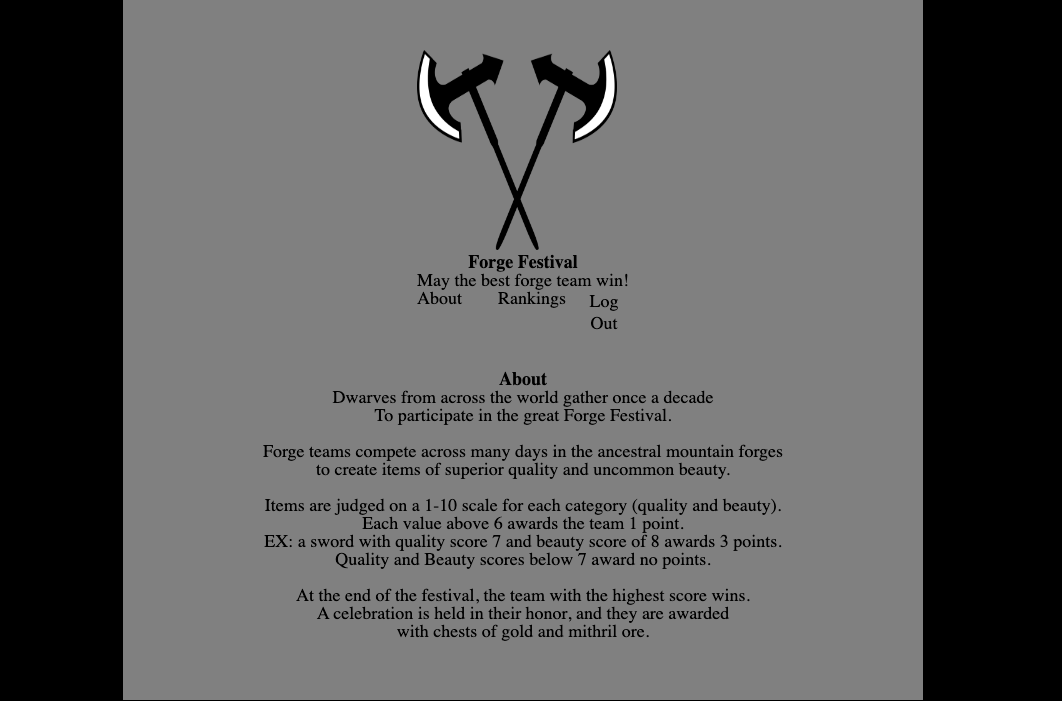 Forge Festival
May the best forge team win!
About Rankings Log
Out
About
Dwarves from across the world gather once a decade
To participate in the great Forge Festival.
Forge teams compete across many days in the ancestral mountain forges
to create items of superior quality and uncommon beauty.
Items are judged on a 1-10 scale for each category (quality and beauty).
Each value above 6 awards the team 1 point.
EX: a sword with quality score 7 and beauty score of 8 awards 3 points.
Quality and Beauty scores below 7 award no points.
At the end of the festival, the team with the highest score wins.
A celebration is held in their honor, and they are awarded
with chests of gold and mithril ore.